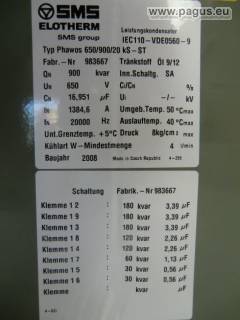 © www.pagus.eu
SMS
ELOTHERM
SMS group
Leistungskondensator
IEC110-VDE0560-9
Typ Phawos 650/900/20 kS-ST
Fabr.-Nr 983667 Tränkstoff Öl 9/12
QN 900 kvar Inn.Schaltg. SA
UN 650 V Ci/CN - %
CN 16,951 µF Ui -/- kV
IN 1384,6 A Umgeb.Temp. 50 °C max
fN 20000 Hz Auslauftem. 40 °C max
Unt.Grenztemp. +5 °C Druck 8kg/cm² max
Kühlart W-Mindestmenge 4 l/min
Baujahr 2008 Made in Czech Republic
Schaltung Fabrik.-Nr 983667
Klemme 1 2 : 180 kvar 3,39 µF
Klemme 1 9 : 180 kvar 3,39 µF
Klemme 1 3 : 180 kvar 3,39 µF
Klemme 1 8 : 120 kvar 2,26 µF
Klemme 1 4 : 120 kvar 2,26 µF
Klemme 1 7 : 60 kvar 1,13 µF
Klemme 1 5 : 30 kvar 0,56 µF
Klemme 1 6 : 30 kvar 0,56 µF
Klemme : kvar µF